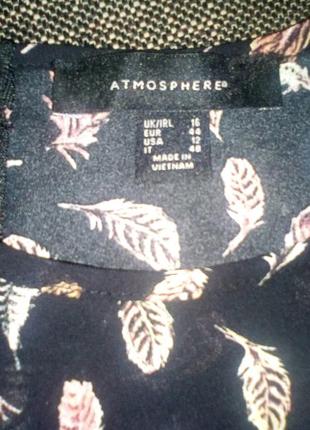 ATMOSPHERE®
UK/IRL 16
EUR 44
USA 12
IT 48
MADE IN
VIETNAM